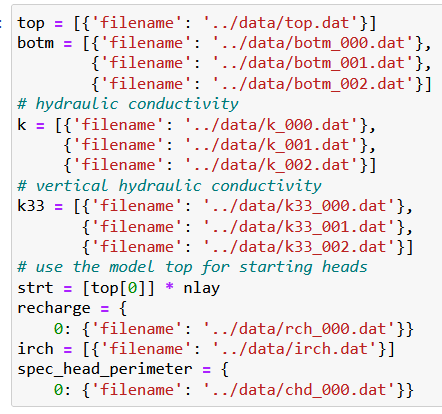 : top = [{'filename': '../data/top.dat'}]
botm = [{'filename': '../data/botm_000.dat'},
        {'filename': '../data/botm_001.dat'},
        {'filename': '../data/botm_002.dat'}]
# hydraulic conductivity
k = [{'filename': '../data/k_000.dat'},
     {'filename': '../data/k_001.dat'},
     {'filename': '../data/k_002.dat'}]
# vertical hydraulic conductivity
k33 = [{'filename': '../data/k33_000.dat'},
       {'filename': '../data/k33_001.dat'},
       {'filename': '../data/k33_002.dat'}]
# use the model top for starting heads
strt = [top[0]] * nlay
recharge = {
    0: {'filename': '../data/rch_000.dat'}}
irch = [{'filename': '../data/irch.dat'}]
spec_head_perimeter = {
    0: {'filename': '../data/chd_000.dat'}}